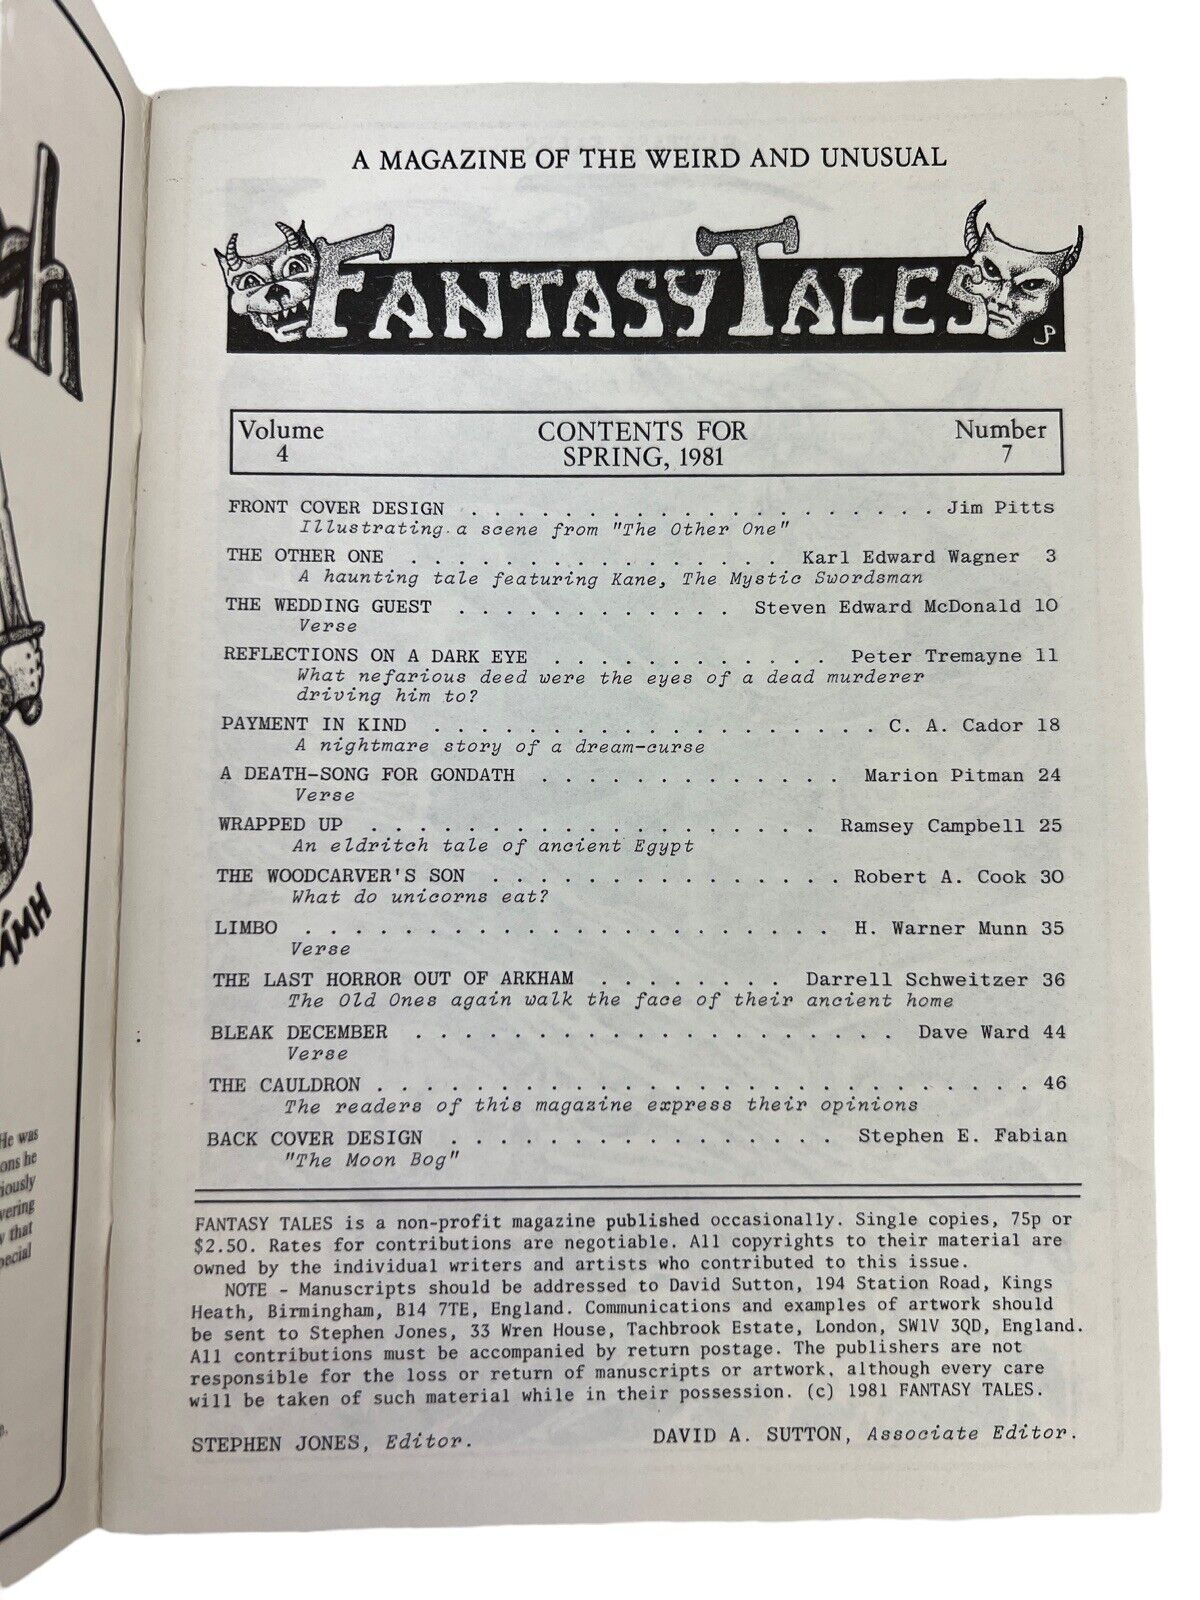 He was
ons he
iously
vering
y that
pecial
A MAGAZINE OF THE WEIRD AND UNUSUAL
FANTASY TALES
JP
Volume 4
CONTENTS FOR
SPRING, 1981
Number 7
FRONT COVER DESIGN . . . . . . . . . . . . . . . . . . . . Jim Pitts
Illustrating a scene from "The Other One"
THE OTHER ONE . . . . . . . . . . . . . . . . Karl Edward Wagner 3
A haunting tale featuring Kane, The Mystic Swordsman
THE WEDDING GUEST . . . . . . . . . . . . Steven Edward McDonald 10
Verse
REFLECTIONS ON A DARK EYE . . . . . . . . . . . . Peter Tremayne 11
What nefarious deed were the eyes of a dead murderer
driving him to?
PAYMENT IN KIND . . . . . . . . . . . . . . . . . . . C. A. Cador 18
A nightmare story of a dream-curse
A DEATH-SONG FOR GONDATH . . . . . . . . . . . . . Marion Pitman 24
Verse
WRAPPED UP . . . . . . . . . . . . . . . . . . . Ramsey Campbell 25
An eldritch tale of ancient Egypt
THE WOODCARVER'S SON . . . . . . . . . . . . . . . Robert A. Cook 30
What do unicorns eat?
LIMBO . . . . . . . . . . . . . . . . . . . . . . H. Warner Munn 35
Verse
THE LAST HORROR OUT OF ARKHAM . . . . . . . . Darrell Schweitzer 36
The Old Ones again walk the face of their ancient home
BLEAK DECEMBER . . . . . . . . . . . . . . . . . . . . Dave Ward 44
Verse
THE CAULDRON . . . . . . . . . . . . . . . . . . . . . . . . . . . . 46
The readers of this magazine express their opinions
BACK COVER DESIGN . . . . . . . . . . . . . . . . Stephen E. Fabian
"The Moon Bog"
FANTASY TALES is a non-profit magazine published occasionally. Single copies, 75p or
$2.50. Rates for contributions are negotiable. All copyrights to their material are
owned by the individual writers and artists who contributed to this issue.
NOTE - Manuscripts should be addressed to David Sutton, 194 Station Road, Kings
Heath, Birmingham, B14 7TE, England. Communications and examples of artwork should
be sent to Stephen Jones, 33 Wren House, Tachbrook Estate, London, SW1V 3QD, England.
All contributions must be accompanied by return postage. The publishers are not
responsible for the loss or return of manuscripts or artwork, although every care
will be taken of such material while in their possession. (c) 1981 FANTASY TALES.
STEPHEN JONES, Editor.
DAVID A. SUTTON, Associate Editor.